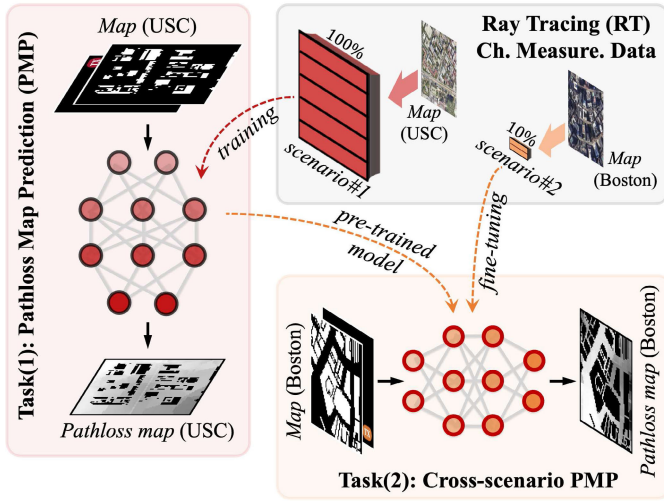 Map (USC)
Task(1): Pathloss Map Prediction (PMP)
Pathloss map (USC)
Ray Tracing (RT)
Ch. Measure. Data
100%
scenario#1
Map
(USC)
10%
scenario#2
Map
(Boston)
training
pre-trained
model
fine-tuning
Map (Boston)
TX
Pathloss map (Boston)
Task(2): Cross-scenario PMP